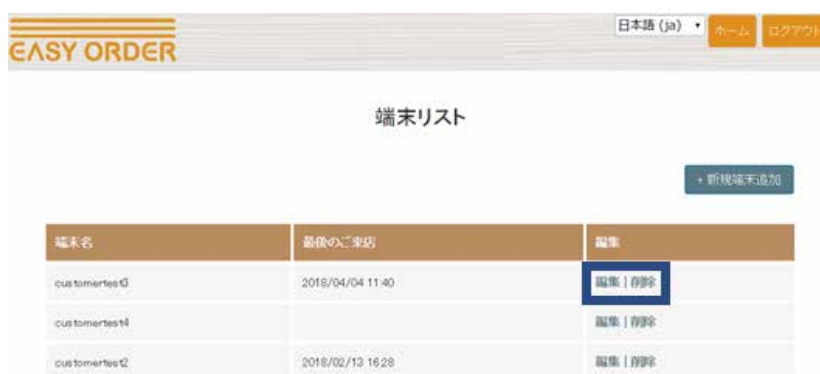 日本語 (ja)
ホーム
ログアウト
EASY ORDER
端末リスト
+ 新規端末追加
端末名 最後のご来店 編集
customertest3 2018/04/04 11:40 編集 | 削除
customertest4 編集 | 削除
customertest2 2018/02/13 16:28 編集 | 削除